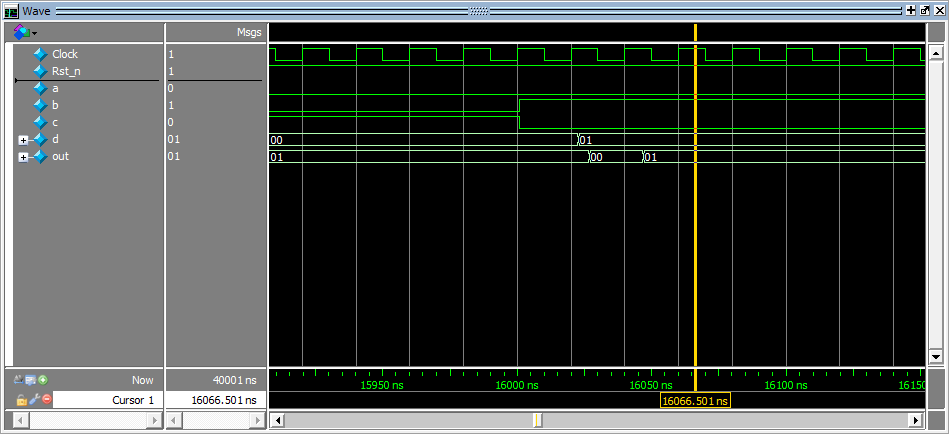 Wave
Msgs
Clock 1
Rst_n 1
a 0
b 1
c 0
d 01 00 01
out 01 01 00 01
Now 40001 ns 15950 ns 16000 ns 16050 ns 16100 ns 1615
Cursor 1 16066.501 ns 16066.501 ns